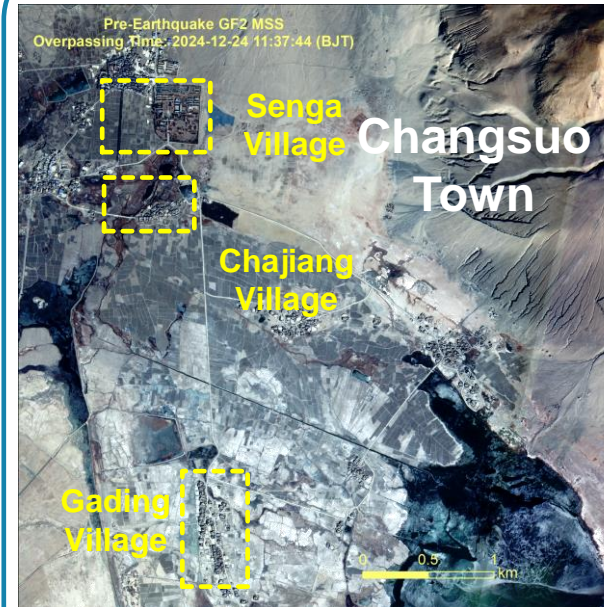 Pre-Earthquake GF2 MSS
Overpassing Time: 2024-12-24 11:37:44 (BJT)
Senga
Village
Changsuo
Town
Chajiang
Village
Gading
Village
0 0.5 1
km